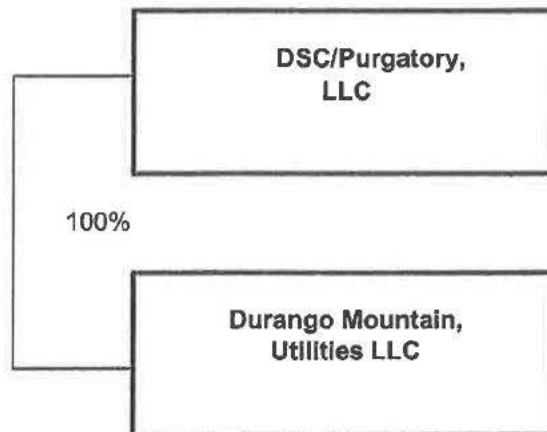 DSC/Purgatory,
LLC
100%
Durango Mountain,
Utilities LLC